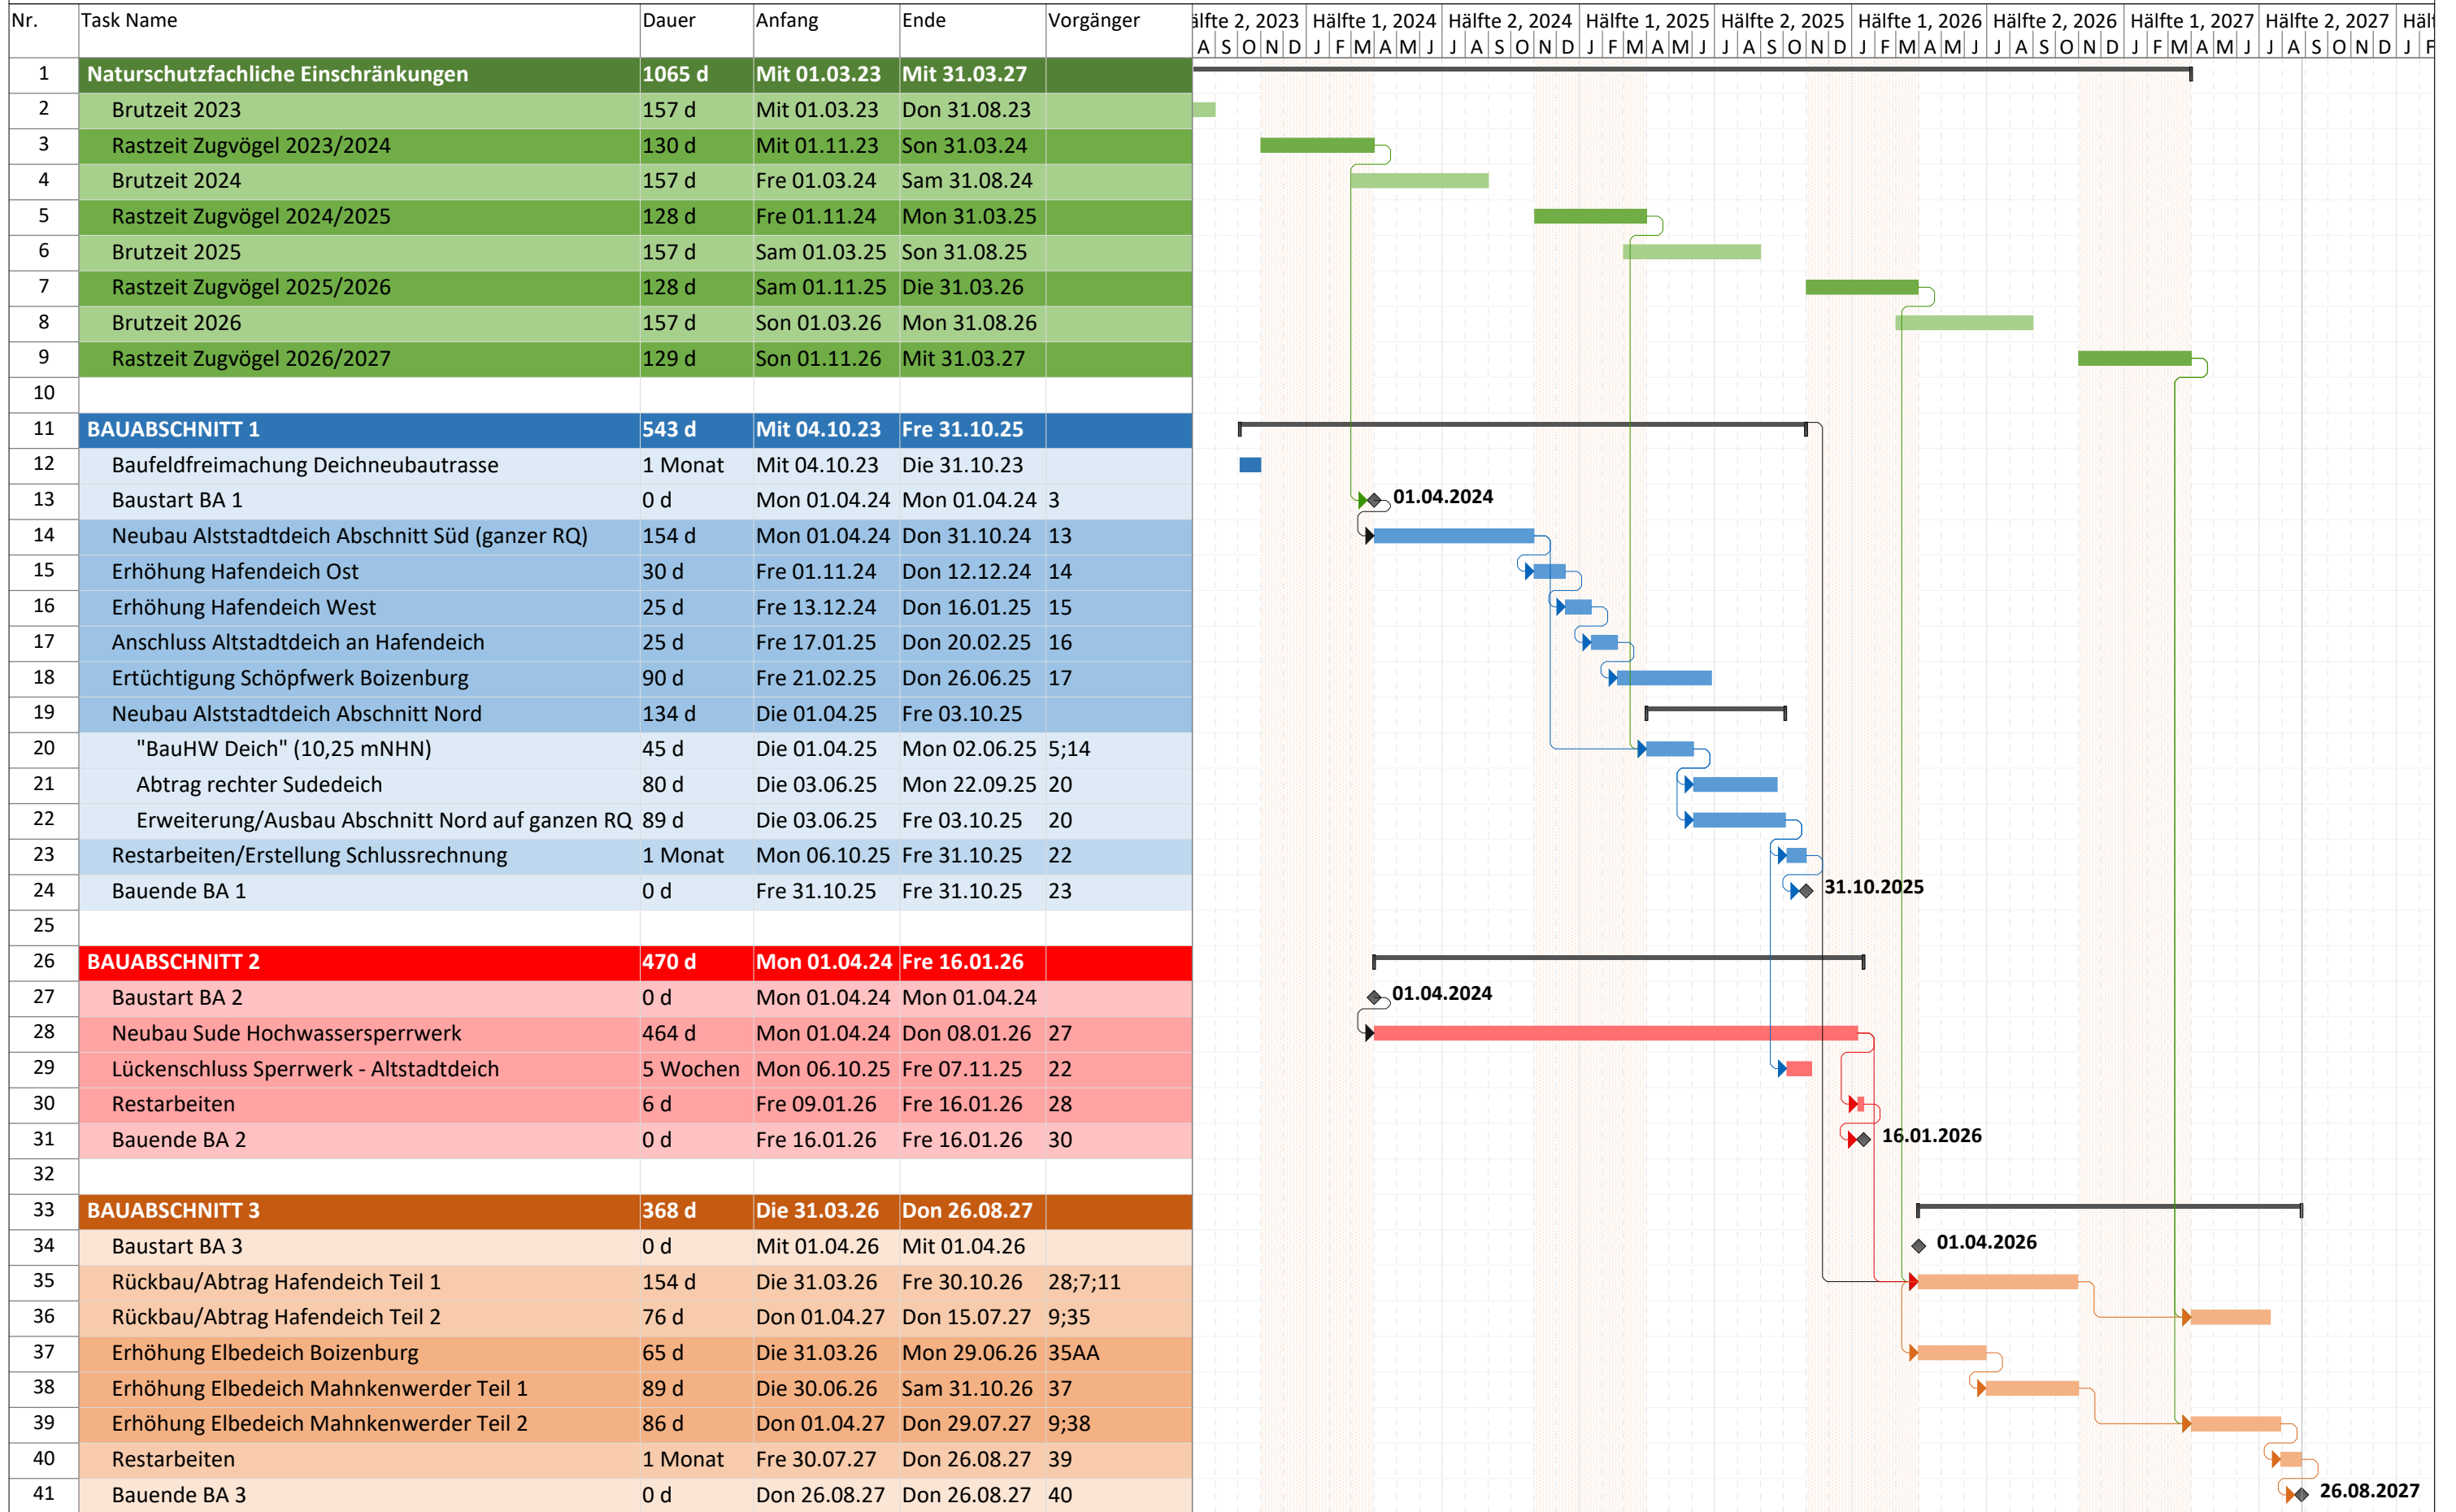 Nr. Task Name Dauer Anfang Ende Vorgänger älfte 2, 2023 Hälfte 1, 2024 Hälfte 2, 2024 Hälfte 1, 2025 Hälfte 2, 2025 Hälfte 1, 2026 Hälfte 2, 2026 Hälfte 1, 2027 Hälfte 2, 2027 Hälf
A S O N D J F M A M J J A S O N D J F M A M J J A S O N D J F M A M J J A S O N D J F M A M J J A S O N D J F
1 Naturschutzfachliche Einschränkungen 1065 d Mit 01.03.23 Mit 31.03.27
2 Brutzeit 2023 157 d Mit 01.03.23 Don 31.08.23
3 Rastzeit Zugvögel 2023/2024 130 d Mit 01.11.23 Son 31.03.24
4 Brutzeit 2024 157 d Fre 01.03.24 Sam 31.08.24
5 Rastzeit Zugvögel 2024/2025 128 d Fre 01.11.24 Mon 31.03.25
6 Brutzeit 2025 157 d Sam 01.03.25 Son 31.08.25
7 Rastzeit Zugvögel 2025/2026 128 d Sam 01.11.25 Die 31.03.26
8 Brutzeit 2026 157 d Son 01.03.26 Mon 31.08.26
9 Rastzeit Zugvögel 2026/2027 129 d Son 01.11.26 Mit 31.03.27
10
11 BAUABSCHNITT 1 543 d Mit 04.10.23 Fre 31.10.25
12 Baufeldfreimachung Deichneubautrasse 1 Monat Mit 04.10.23 Die 31.10.23
13 Baustart BA 1 0 d Mon 01.04.24 Mon 01.04.24 3 01.04.2024
14 Neubau Alststadtdeich Abschnitt Süd (ganzer RQ) 154 d Mon 01.04.24 Don 31.10.24 13
15 Erhöhung Hafendeich Ost 30 d Fre 01.11.24 Don 12.12.24 14
16 Erhöhung Hafendeich West 25 d Fre 13.12.24 Don 16.01.25 15
17 Anschluss Altstadtdeich an Hafendeich 25 d Fre 17.01.25 Don 20.02.25 16
18 Ertüchtigung Schöpfwerk Boizenburg 90 d Fre 21.02.25 Don 26.06.25 17
19 Neubau Alststadtdeich Abschnitt Nord 134 d Die 01.04.25 Fre 03.10.25
20 "BauHW Deich" (10,25 mNHN) 45 d Die 01.04.25 Mon 02.06.25 5;14
21 Abtrag rechter Sudedeich 80 d Die 03.06.25 Mon 22.09.25 20
22 Erweiterung/Ausbau Abschnitt Nord auf ganzen RQ 89 d Die 03.06.25 Fre 03.10.25 20
23 Restarbeiten/Erstellung Schlussrechnung 1 Monat Mon 06.10.25 Fre 31.10.25 22
24 Bauende BA 1 0 d Fre 31.10.25 Fre 31.10.25 23 31.10.2025
25
26 BAUABSCHNITT 2 470 d Mon 01.04.24 Fre 16.01.26
27 Baustart BA 2 0 d Mon 01.04.24 Mon 01.04.24 01.04.2024
28 Neubau Sude Hochwassersperrwerk 464 d Mon 01.04.24 Don 08.01.26 27
29 Lückenschluss Sperrwerk - Altstadtdeich 5 Wochen Mon 06.10.25 Fre 07.11.25 22
30 Restarbeiten 6 d Fre 09.01.26 Fre 16.01.26 28
31 Bauende BA 2 0 d Fre 16.01.26 Fre 16.01.26 30 16.01.2026
32
33 BAUABSCHNITT 3 368 d Die 31.03.26 Don 26.08.27
34 Baustart BA 3 0 d Mit 01.04.26 Mit 01.04.26 01.04.2026
35 Rückbau/Abtrag Hafendeich Teil 1 154 d Die 31.03.26 Fre 30.10.26 28;7;11
36 Rückbau/Abtrag Hafendeich Teil 2 76 d Don 01.04.27 Don 15.07.27 9;35
37 Erhöhung Elbedeich Boizenburg 65 d Die 31.03.26 Mon 29.06.26 35AA
38 Erhöhung Elbedeich Mahnkenwerder Teil 1 89 d Die 30.06.26 Sam 31.10.26 37
39 Erhöhung Elbedeich Mahnkenwerder Teil 2 86 d Don 01.04.27 Don 29.07.27 9;38
40 Restarbeiten 1 Monat Fre 30.07.27 Don 26.08.27 39
41 Bauende BA 3 0 d Don 26.08.27 Don 26.08.27 40 26.08.2027